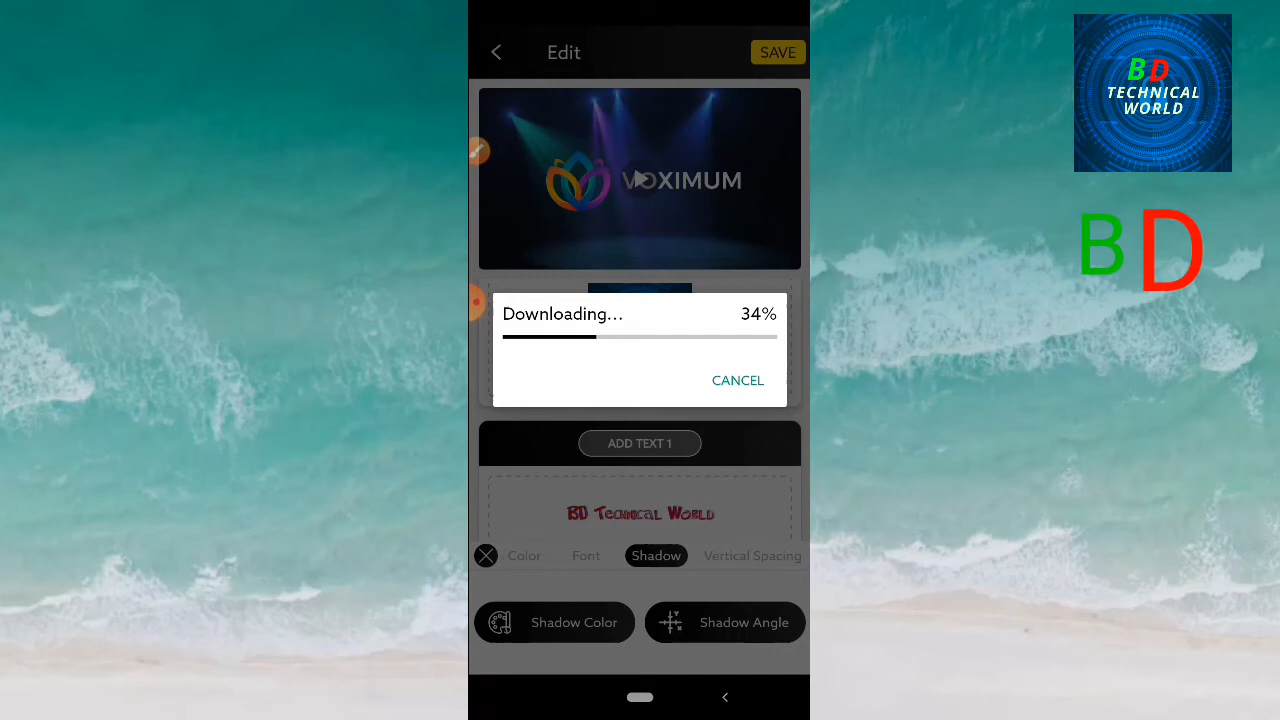 Edit
SAVE
VOXIMUM
Downloading...
34%
CANCEL
ADD TEXT 1
BD Technical World
Color
Font
Shadow
Vertical Spacing
Shadow Color
Shadow Angle
BD
TECHNICAL
WORLD
BD